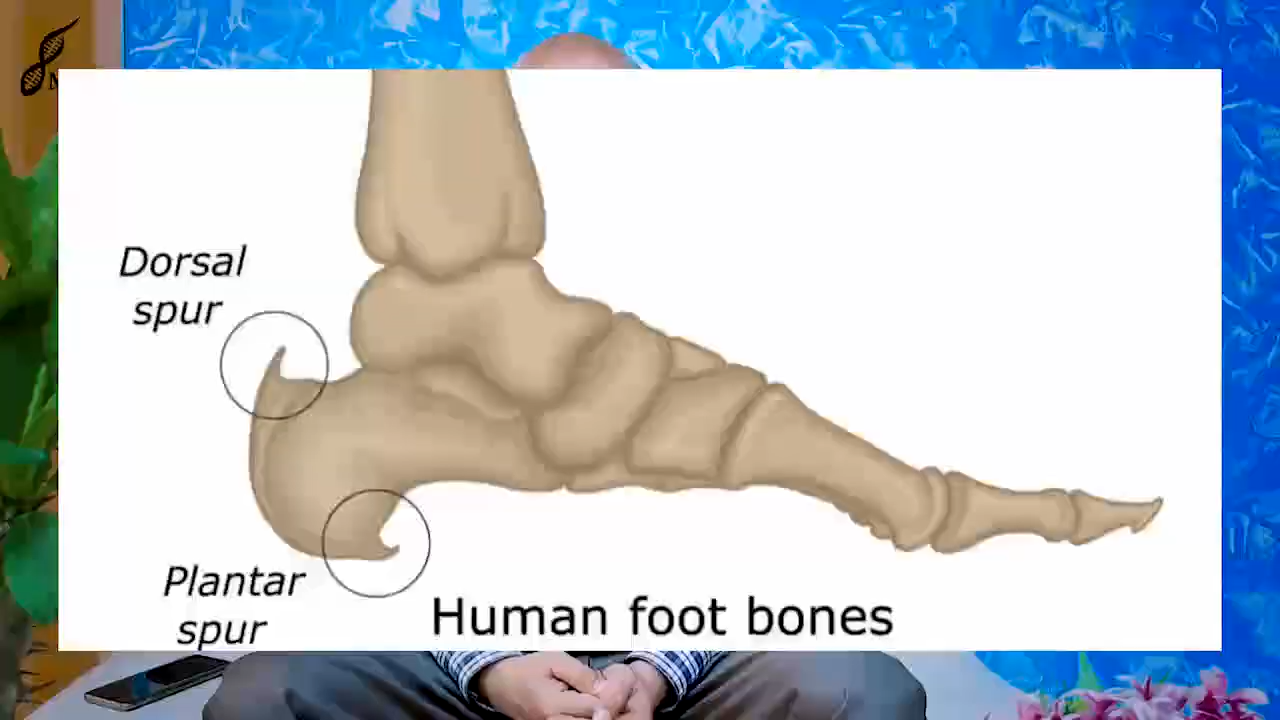 Dorsal
spur
Plantar
spur
Human foot bones